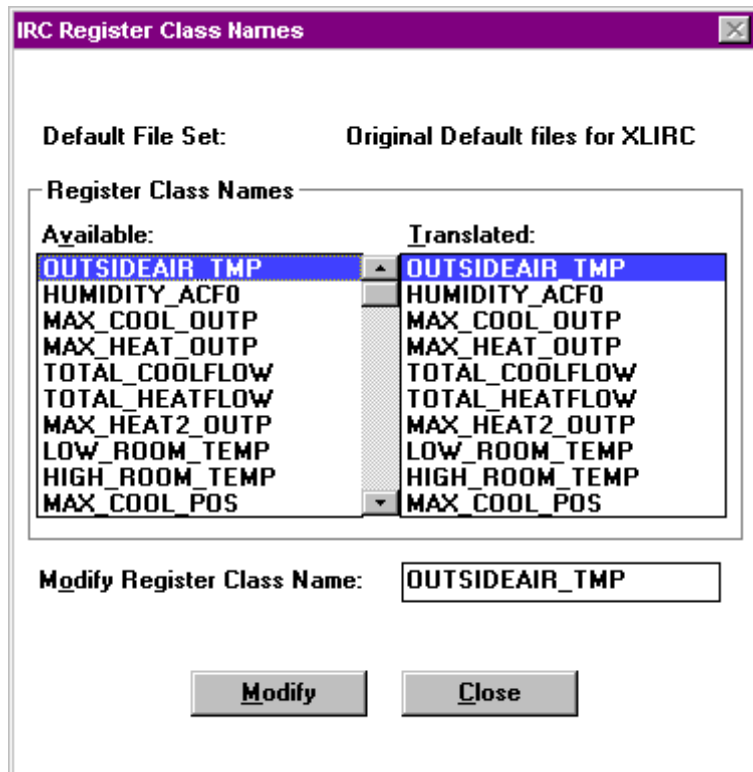 IRC Register Class Names
Default File Set: Original Default files for XLIRC
Register Class Names
Available: Translated:
OUTSIDEAIR_TMP OUTSIDEAIR_TMP
HUMIDITY_ACF0 HUMIDITY_ACF0
MAX_COOL_OUTP MAX_COOL_OUTP
MAX_HEAT_OUTP MAX_HEAT_OUTP
TOTAL_COOLFLOW TOTAL_COOLFLOW
TOTAL_HEATFLOW TOTAL_HEATFLOW
MAX_HEAT2_OUTP MAX_HEAT2_OUTP
LOW_ROOM_TEMP LOW_ROOM_TEMP
HIGH_ROOM_TEMP HIGH_ROOM_TEMP
MAX_COOL_POS MAX_COOL_POS
Modify Register Class Name: OUTSIDEAIR_TMP
Modify Close